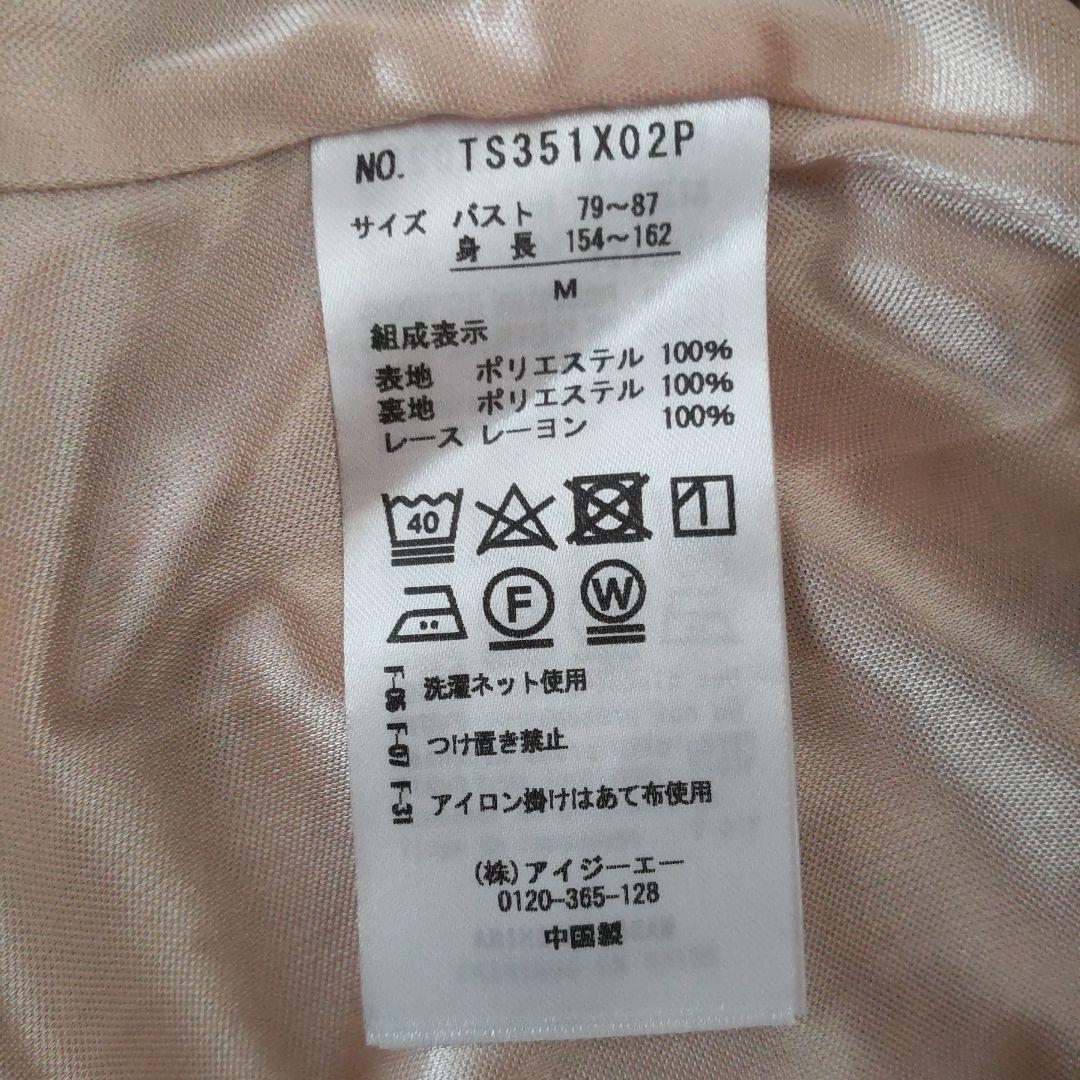 NO. TS351X02P
サイズ バスト 79～87
身長 154～162
M
組成表示
表地 ポリエステル 100%
裏地 ポリエステル 100%
レース レーヨン 100%
40
F W
F-06 洗濯ネット使用
F-07 つけ置き禁止
F-31 アイロン掛けはあて布使用
(株)アイジーエー
0120-365-128
中国製